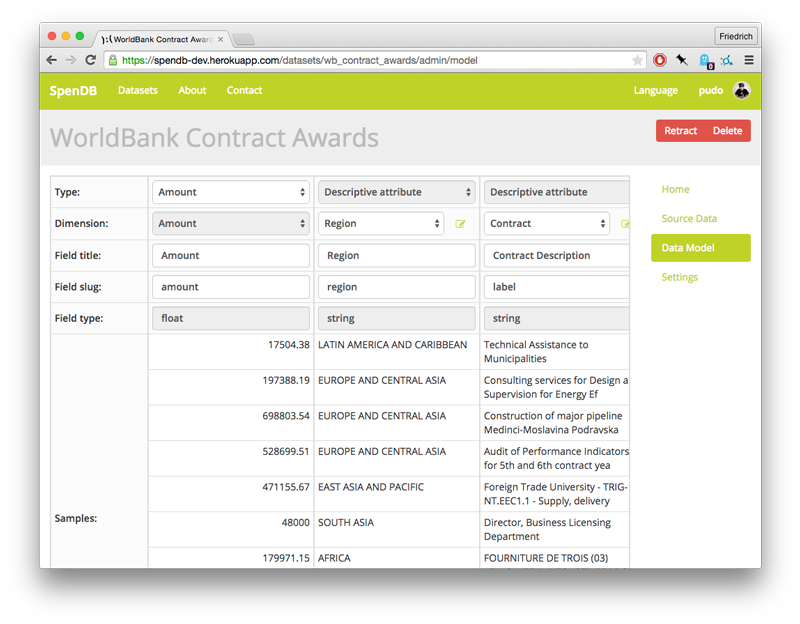 y:( WorldBank Contract Award
Friedrich
https://spendb-dev.herokuapp.com/datasets/wb_contract_awards/admin/model
SpenDB Datasets About Contact Language pudo
WorldBank Contract Awards
Retract Delete
Home
Source Data
Data Model
Settings
Type: Amount Descriptive attribute Descriptive attribute
Dimension: Amount Region Contract
Field title: Amount Region Contract Description
Field slug: amount region label
Field type: float string string
Samples:
17504.38 LATIN AMERICA AND CARIBBEAN Technical Assistance to
Municipalities
197388.19 EUROPE AND CENTRAL ASIA Consulting services for Design a
Supervision for Energy Ef
698803.54 EUROPE AND CENTRAL ASIA Construction of major pipeline
Medinci-Moslavina Podravska
528699.51 EUROPE AND CENTRAL ASIA Audit of Performance Indicators
for 5th and 6th contract yea
471155.67 EAST ASIA AND PACIFIC Foreign Trade University - TRIG-
NT.EEC1.1 - Supply, delivery
48000 SOUTH ASIA Director, Business Licensing
Department
179971.15 AFRICA FOURNITURE DE TROIS (03)